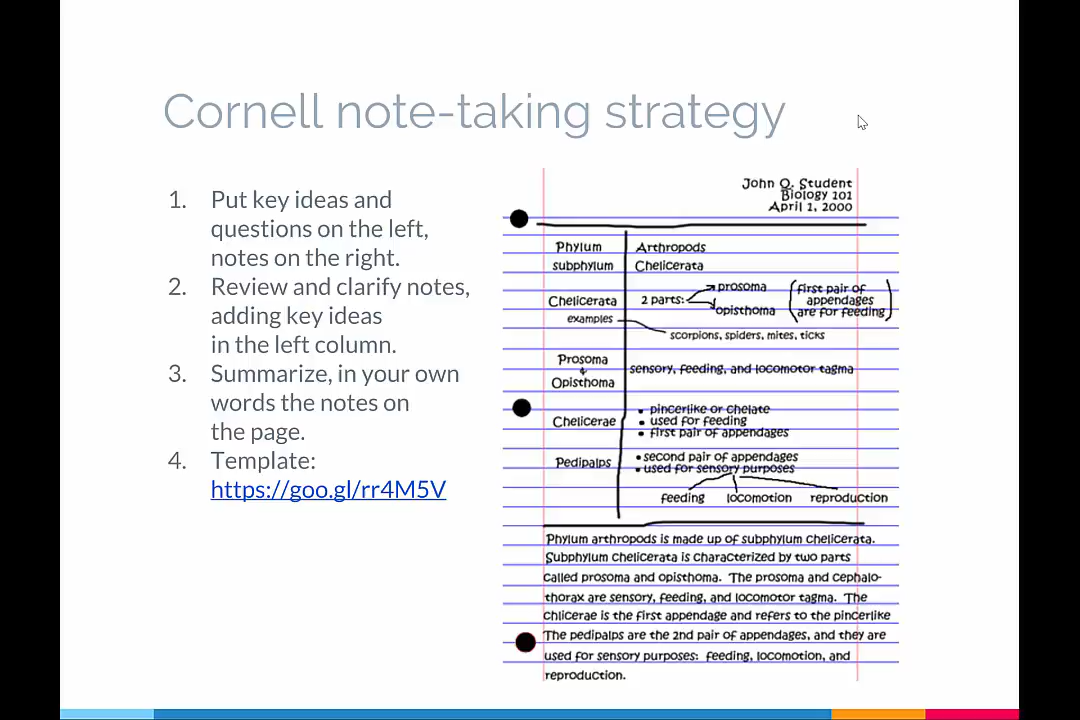 Cornell note-taking strategy
1. Put key ideas and
questions on the left,
notes on the right.
2. Review and clarify notes,
adding key ideas
in the left column.
3. Summarize, in your own
words the notes on
the page.
4. Template:
https://goo.gl/rr4M5V
John Q. Student
Biology 101
April 1, 2000
Phylum Arthropods
subphylum Chelicerata
Chelicerata
examples
2 parts:
prosoma
opisthoma
(first pair of
appendages
are for feeding)
scorpions, spiders, mites, ticks
Prosoma
+
Opisthoma
sensory, feeding, and locomotor tagma
Chelicerae
• pincerlike or chelate
• used for feeding
• first pair of appendages
Pedipalps
• second pair of appendages
• used for sensory purposes
feeding locomotion reproduction
Phylum arthropods is made up of subphylum chelicerata.
Subphylum chelicerata is characterized by two parts
called prosoma and opisthoma. The prosoma and cephalo-
thorax are sensory, feeding, and locomotor tagma. The
chlicerae is the first appendage and refers to the pincerlike
The pedipalps are the 2nd pair of appendages, and they are
used for sensory purposes: feeding, locomotion, and
reproduction.